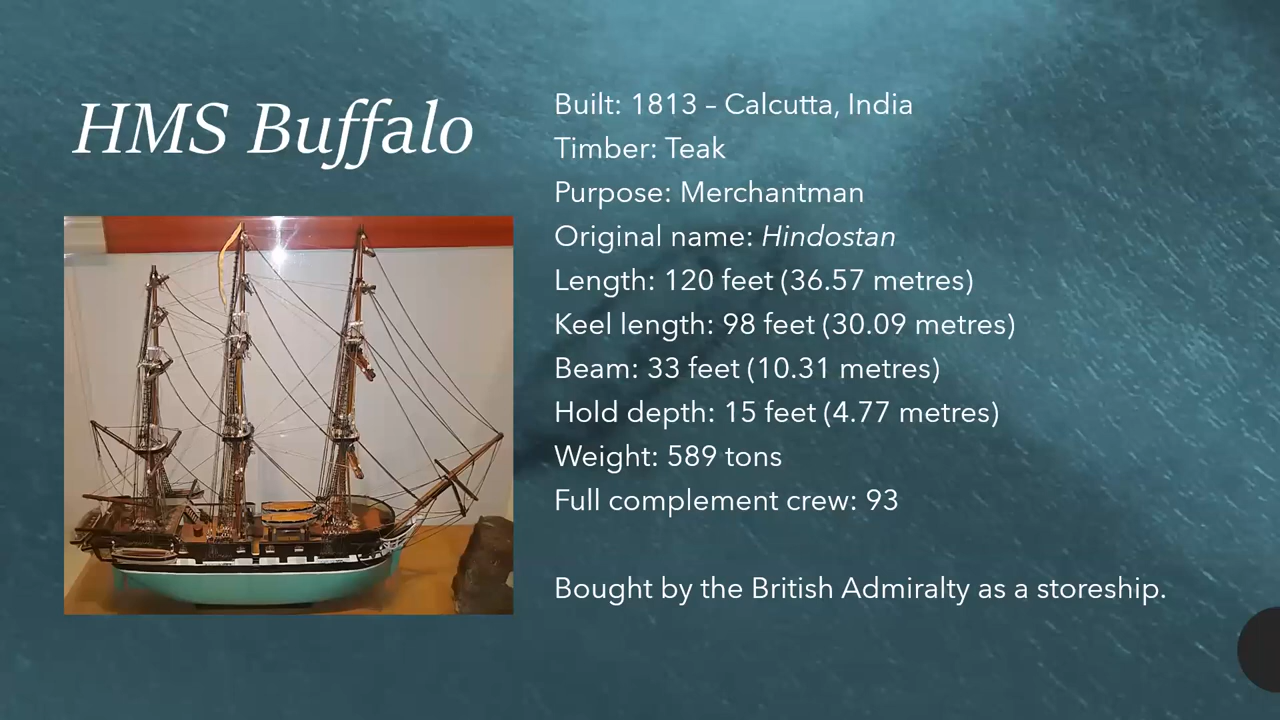 HMS Buffalo
Built: 1813 – Calcutta, India
Timber: Teak
Purpose: Merchantman
Original name: Hindostan
Length: 120 feet (36.57 metres)
Keel length: 98 feet (30.09 metres)
Beam: 33 feet (10.31 metres)
Hold depth: 15 feet (4.77 metres)
Weight: 589 tons
Full complement crew: 93
Bought by the British Admiralty as a storeship.